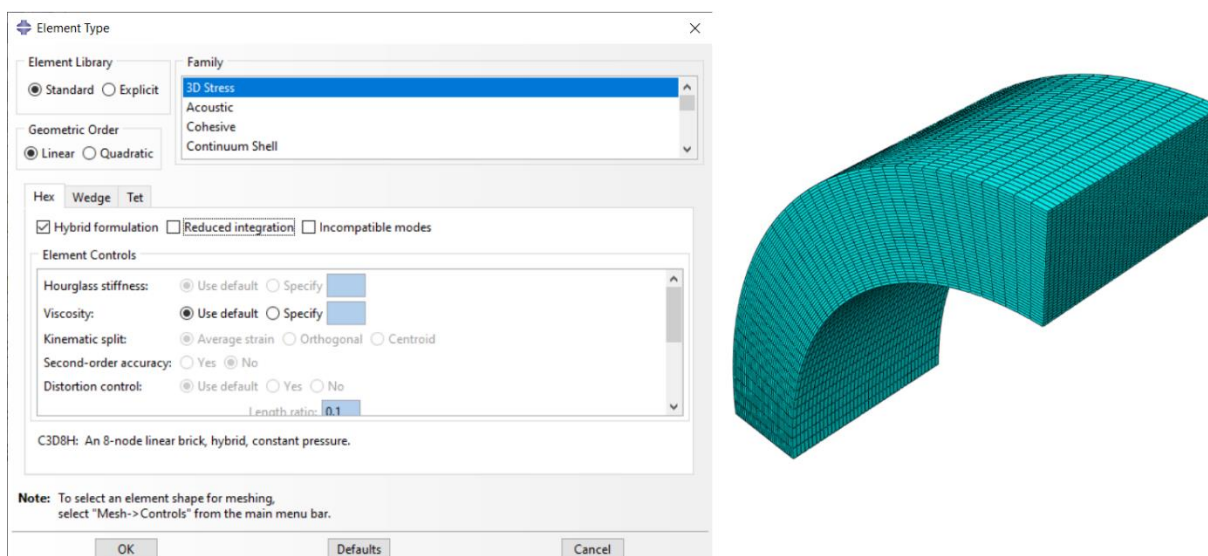 Element Type
Element Library
Standard Explicit
Family
3D Stress
Acoustic
Cohesive
Continuum Shell
Geometric Order
Linear Quadratic
Hex Wedge Tet
Hybrid formulation Reduced integration Incompatible modes
Element Controls
Hourglass stiffness: Use default Specify
Viscosity: Use default Specify
Kinematic split: Average strain Orthogonal Centroid
Second-order accuracy: Yes No
Distortion control: Use default Yes No
Length ratio: 0.1
C3D8H: An 8-node linear brick, hybrid, constant pressure.
Note: To select an element shape for meshing,
select "Mesh->Controls" from the main menu bar.
OK Defaults Cancel